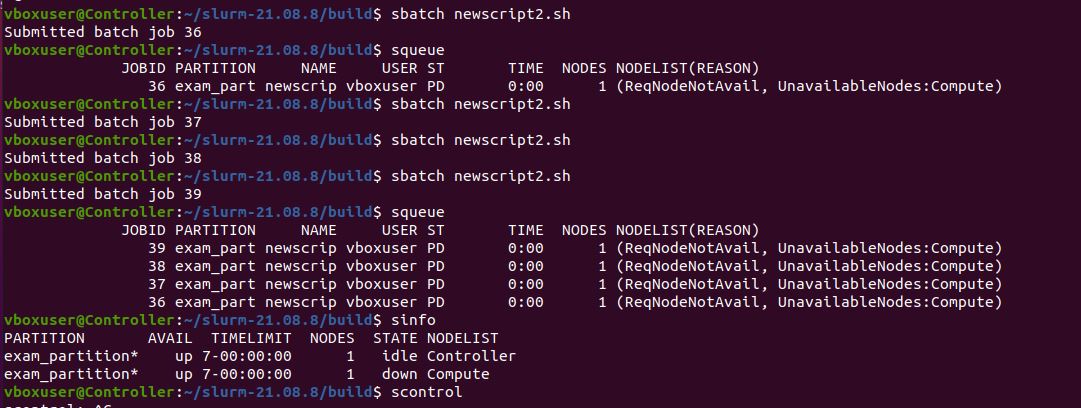 vboxuser@Controller:~/slurm-21.08.8/build$ sbatch newscript2.sh
Submitted batch job 36
vboxuser@Controller:~/slurm-21.08.8/build$ squeue
             JOBID PARTITION     NAME     USER ST       TIME  NODES NODELIST(REASON)
                36 exam_part newscrip vboxuser PD       0:00      1 (ReqNodeNotAvail, UnavailableNodes:Compute)
vboxuser@Controller:~/slurm-21.08.8/build$ sbatch newscript2.sh
Submitted batch job 37
vboxuser@Controller:~/slurm-21.08.8/build$ sbatch newscript2.sh
Submitted batch job 38
vboxuser@Controller:~/slurm-21.08.8/build$ sbatch newscript2.sh
Submitted batch job 39
vboxuser@Controller:~/slurm-21.08.8/build$ squeue
             JOBID PARTITION     NAME     USER ST       TIME  NODES NODELIST(REASON)
                39 exam_part newscrip vboxuser PD       0:00      1 (ReqNodeNotAvail, UnavailableNodes:Compute)
                38 exam_part newscrip vboxuser PD       0:00      1 (ReqNodeNotAvail, UnavailableNodes:Compute)
                37 exam_part newscrip vboxuser PD       0:00      1 (ReqNodeNotAvail, UnavailableNodes:Compute)
                36 exam_part newscrip vboxuser PD       0:00      1 (ReqNodeNotAvail, UnavailableNodes:Compute)
vboxuser@Controller:~/slurm-21.08.8/build$ sinfo
PARTITION       AVAIL  TIMELIMIT  NODES  STATE NODELIST
exam_partition*    up 7-00:00:00      1   idle Controller
exam_partition*    up 7-00:00:00      1   down Compute
vboxuser@Controller:~/slurm-21.08.8/build$ scontrol